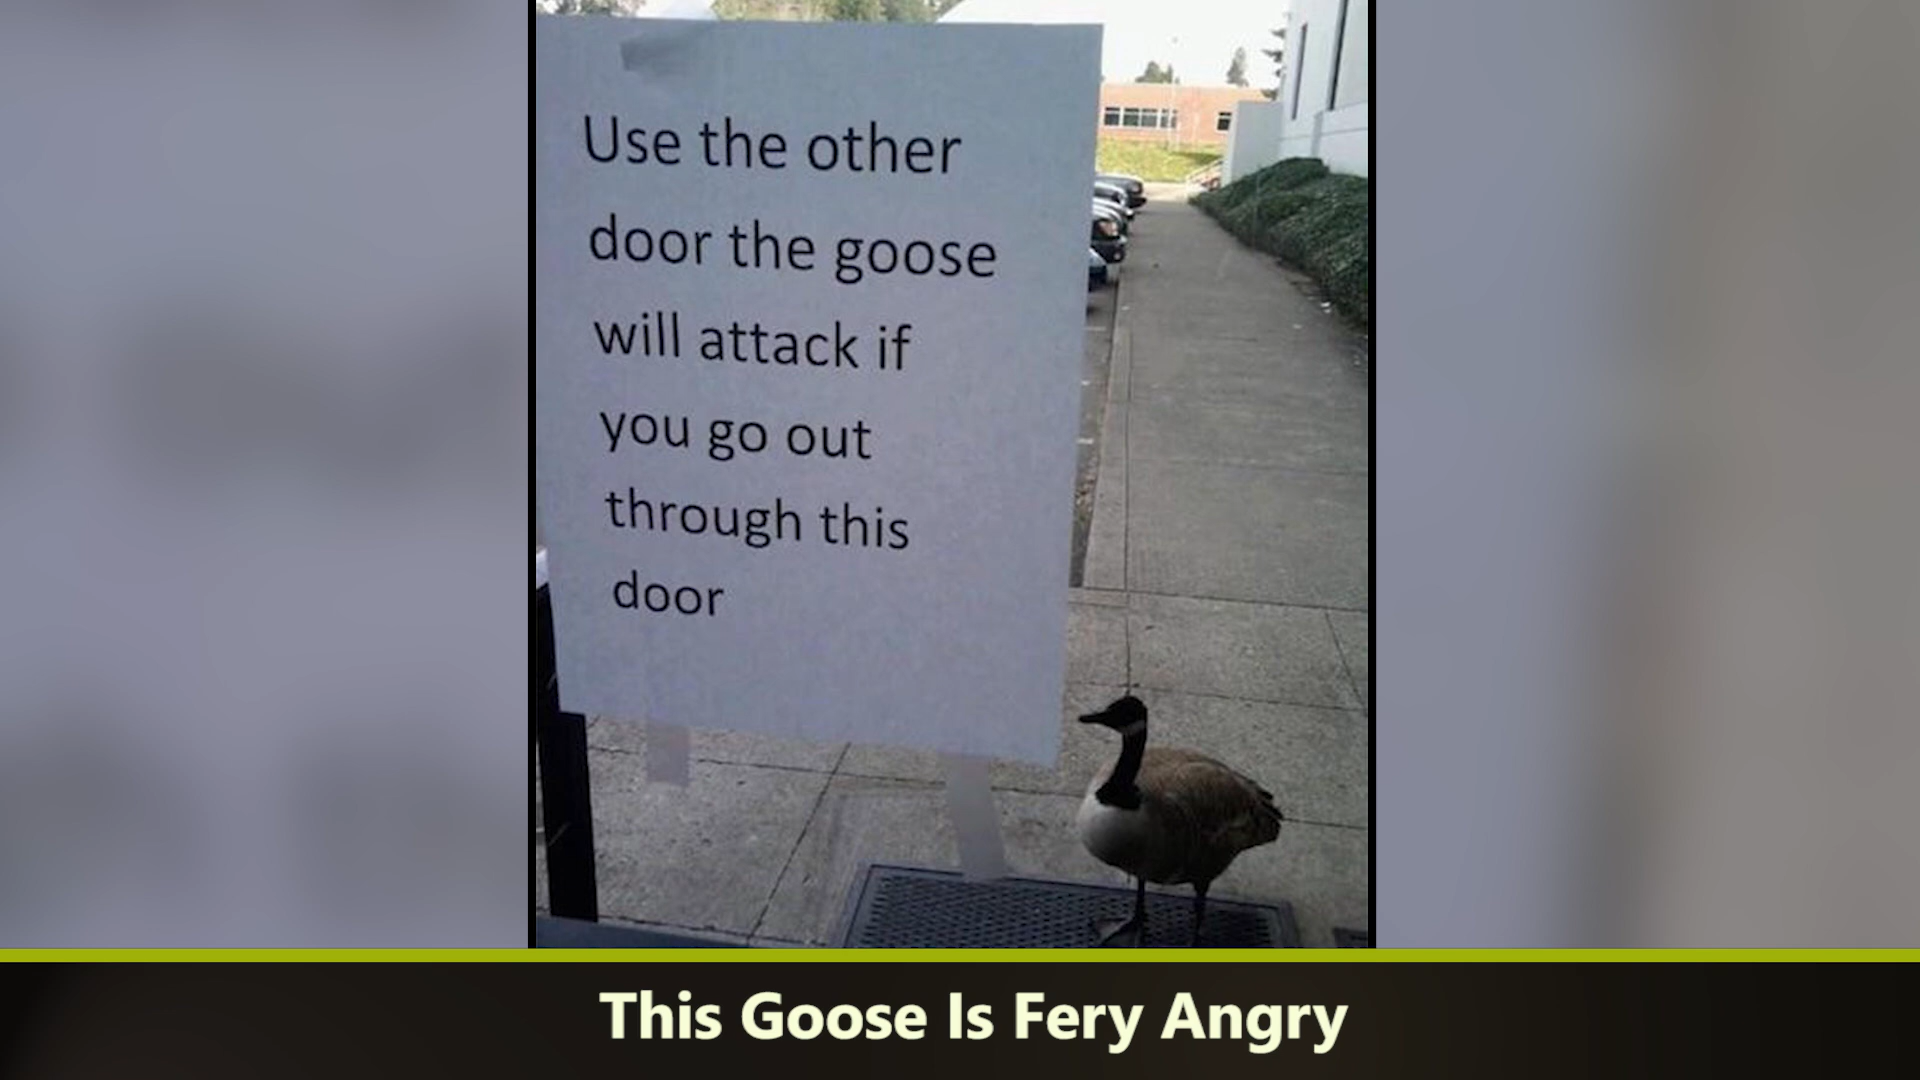 Use the other
door the goose
will attack if
you go out
through this
door
This Goose Is Fery Angry